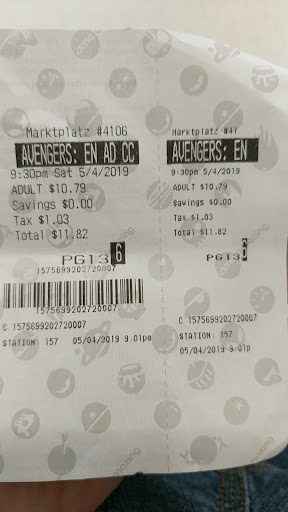 Marktplatz #4106
AVENGERS: EN AD CC
9:30pm Sat 5/4/2019
ADULT $10.79
Savings $0.00
Tax $1.03
Total $11.82
PG13 6
1575699202720007
1575699202720007
C 1575699202720007
STATION: 157 05/04/2019 9:01pm
Marktplatz #41
AVENGERS: EN
9:30pm 5/4/2019
ADULT $10.79
Savings $0.00
Tax $1.03
Total $11.82
PG13 6
C 1575699202720007
STATION: 157
05/04/2019 9:01p